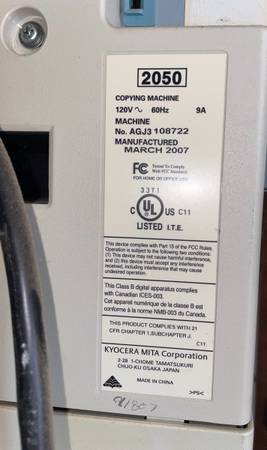 2050
COPYING MACHINE
120V ~ 60Hz 9A
MACHINE
No. AGJ3 108722
MANUFACTURED
MARCH 2007
FC Tested To Comply
With FCC Standards
FOR HOME OR OFFICE USE
3371
C UL US C11
LISTED I.T.E.
This device complies with Part 15 of the FCC Rules.
Operation is subject to the following two conditions:
(1) This device may not cause harmful interference,
and (2) this device must accept any interference
received, including interference that may cause
undesired operation.
This Class B digital apparatus complies
with Canadian ICES-003.
Cet appareil numérique de la classe B est
conforme à la norme NMB-003 du Canada.
THIS PRODUCT COMPLIES WITH 21
CFR CHAPTER 1,SUBCHAPTER J.
C11
KYOCERA MITA Corporation
2-28 1-CHOME TAMATSUKURI
CHUO-KU OSAKA JAPAN
MADE IN CHINA
>PS<